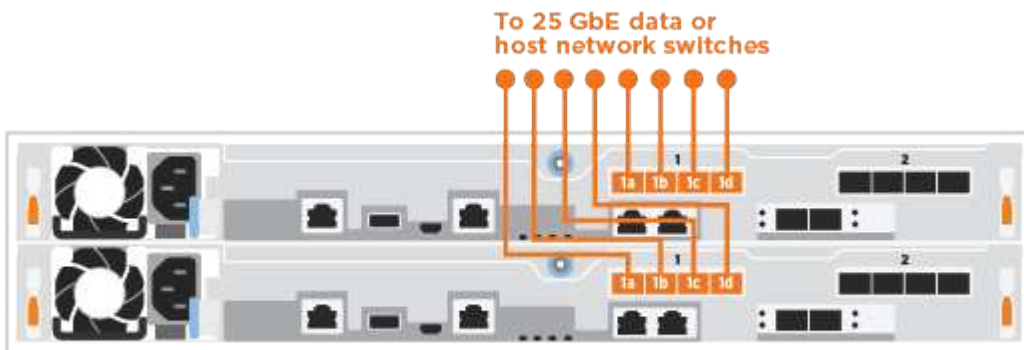 To 25 GbE data or
host network switches
1
2
1a 1b 1c 1d
1
2
1a 1b 1c 1d